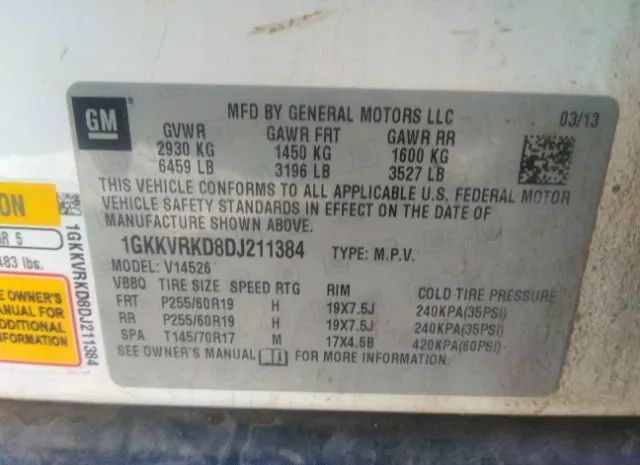 GM
MFD BY GENERAL MOTORS LLC 03/13
GVWR GAWR FRT GAWR RR
2930 KG 1450 KG 1600 KG
6459 LB 3196 LB 3527 LB
THIS VEHICLE CONFORMS TO ALL APPLICABLE U.S. FEDERAL MOTOR
VEHICLE SAFETY STANDARDS IN EFFECT ON THE DATE OF
MANUFACTURE SHOWN ABOVE.
1GKKVRKD8DJ211384 TYPE: M.P.V.
MODEL: V14526
VBBQ TIRE SIZE SPEED RTG RIM COLD TIRE PRESSURE
FRT P255/60R19 H 19X7.5J 240KPA(35PSI)
RR P255/60R19 H 19X7.5J 240KPA(35PSI)
SPA T145/70R17 M 17X4.5B 420KPA(60PSI)
SEE OWNER'S MANUAL FOR MORE INFORMATION.
ON
AR 5
483 lbs.
E OWNER'S
MANUAL FOR
ADDITIONAL
FORMATION
1GKKVRKD8DJ211384